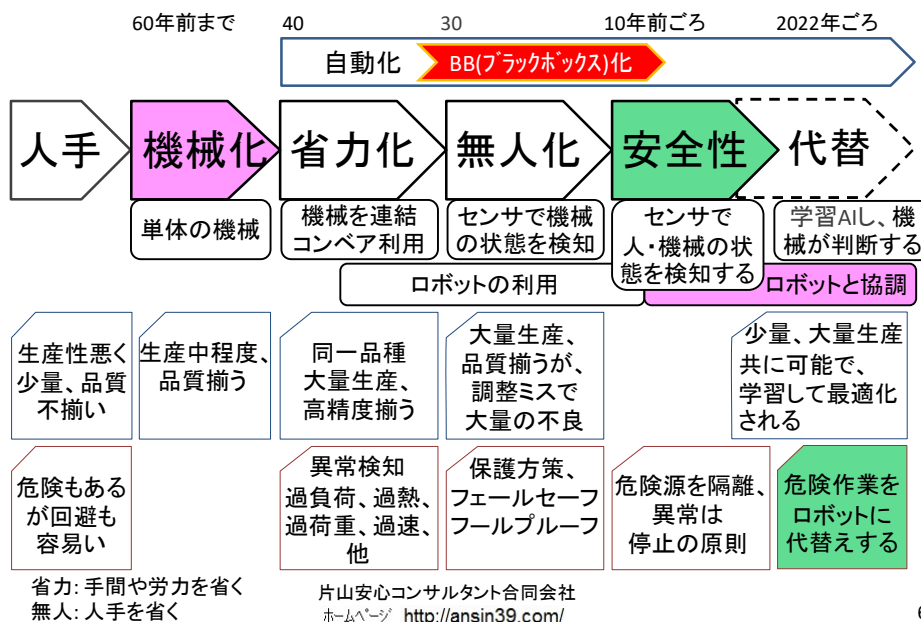 60年前まで
40
30
10年前ごろ
2022年ごろ
自動化
BB(ﾌﾞﾗｯｸﾎﾞｯｸｽ)化
人手
機械化
省力化
無人化
安全性
代替
単体の機械
機械を連結
コンベア利用
センサで機械
の状態を検知
センサで
人・機械の状
態を検知する
学習AIし、機
械が判断する
ロボットの利用
ロボットと協調
生産性悪く
少量、品質
不揃い
生産中程度、
品質揃う
同一品種
大量生産、
高精度揃う
大量生産、
品質揃うが、
調整ミスで
大量の不良
少量、大量生産
共に可能で、
学習して最適化
される
危険もある
が回避も
容易い
異常検知
過負荷、過熱、
過荷重、過速、
他
保護方策、
フェールセーフ
フールプルーフ
危険源を隔離、
異常は
停止の原則
危険作業を
ロボットに
代替えする
省力: 手間や労力を省く
無人: 人手を省く
片山安心コンサルタント合同会社
ﾎｰﾑﾍﾟｰｼﾞ http://ansin39.com/
6